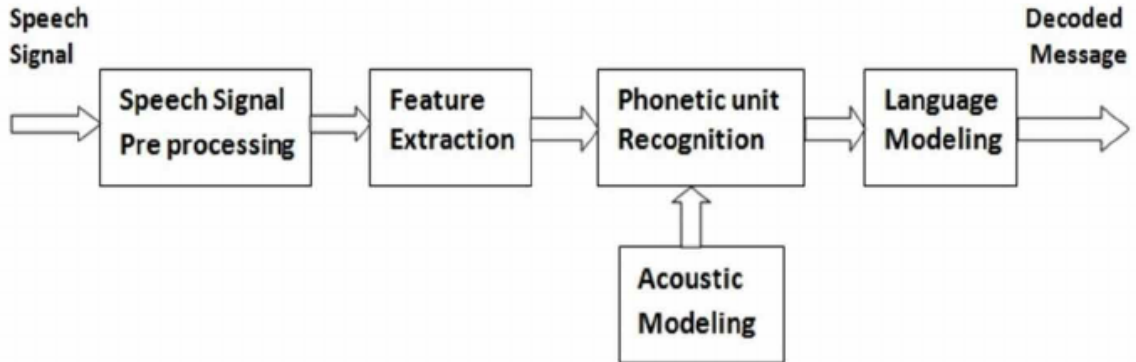 Speech
Signal
Decoded
Message
Speech Signal
Pre processing
Feature
Extraction
Phonetic unit
Recognition
Language
Modeling
Acoustic
Modeling